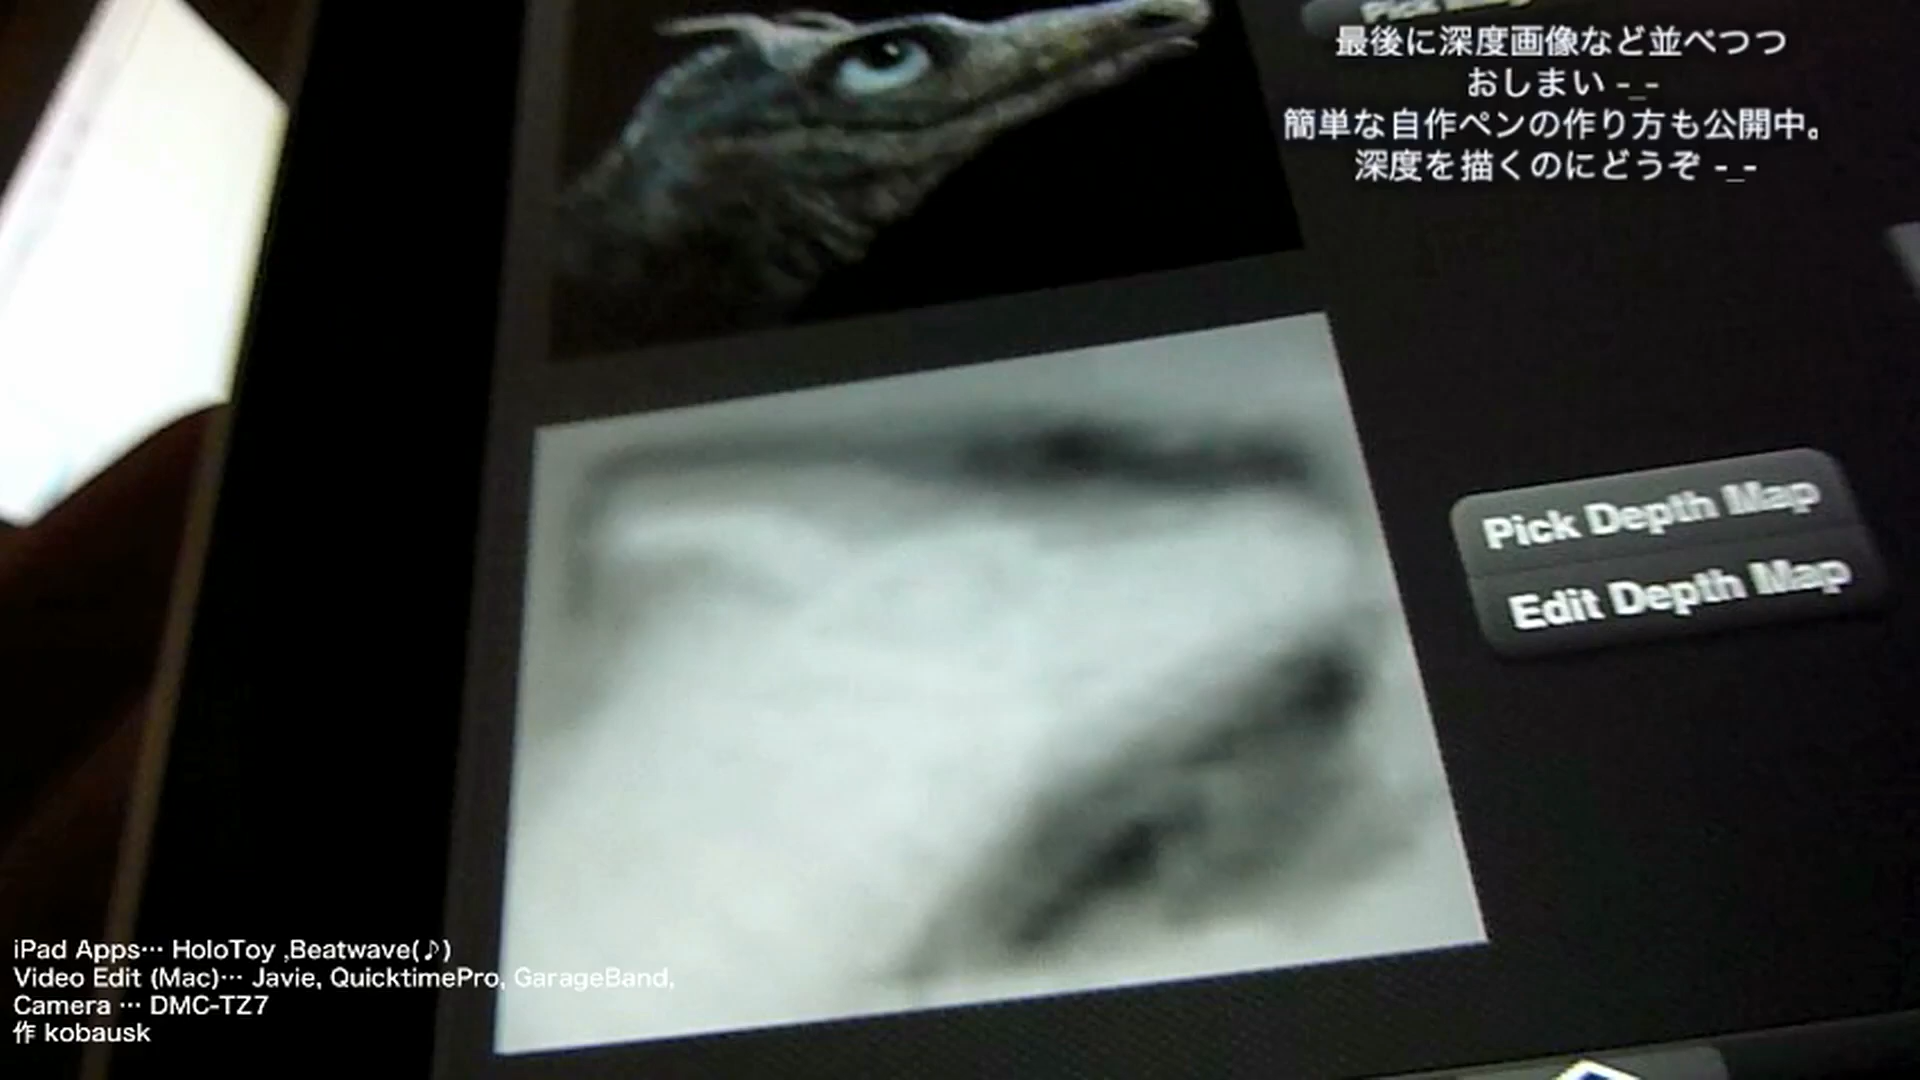 最後に深度画像など並べつつ
おしまい -_-
簡単な自作ペンの作り方も公開中。
深度を描くのにどうぞ -_-
Pick Depth Map
Edit Depth Map
iPad Apps… HoloToy ,Beatwave(♪)
Video Edit (Mac)… Javie, QuicktimePro, GarageBand,
Camera … DMC-TZ7
作 kobausk